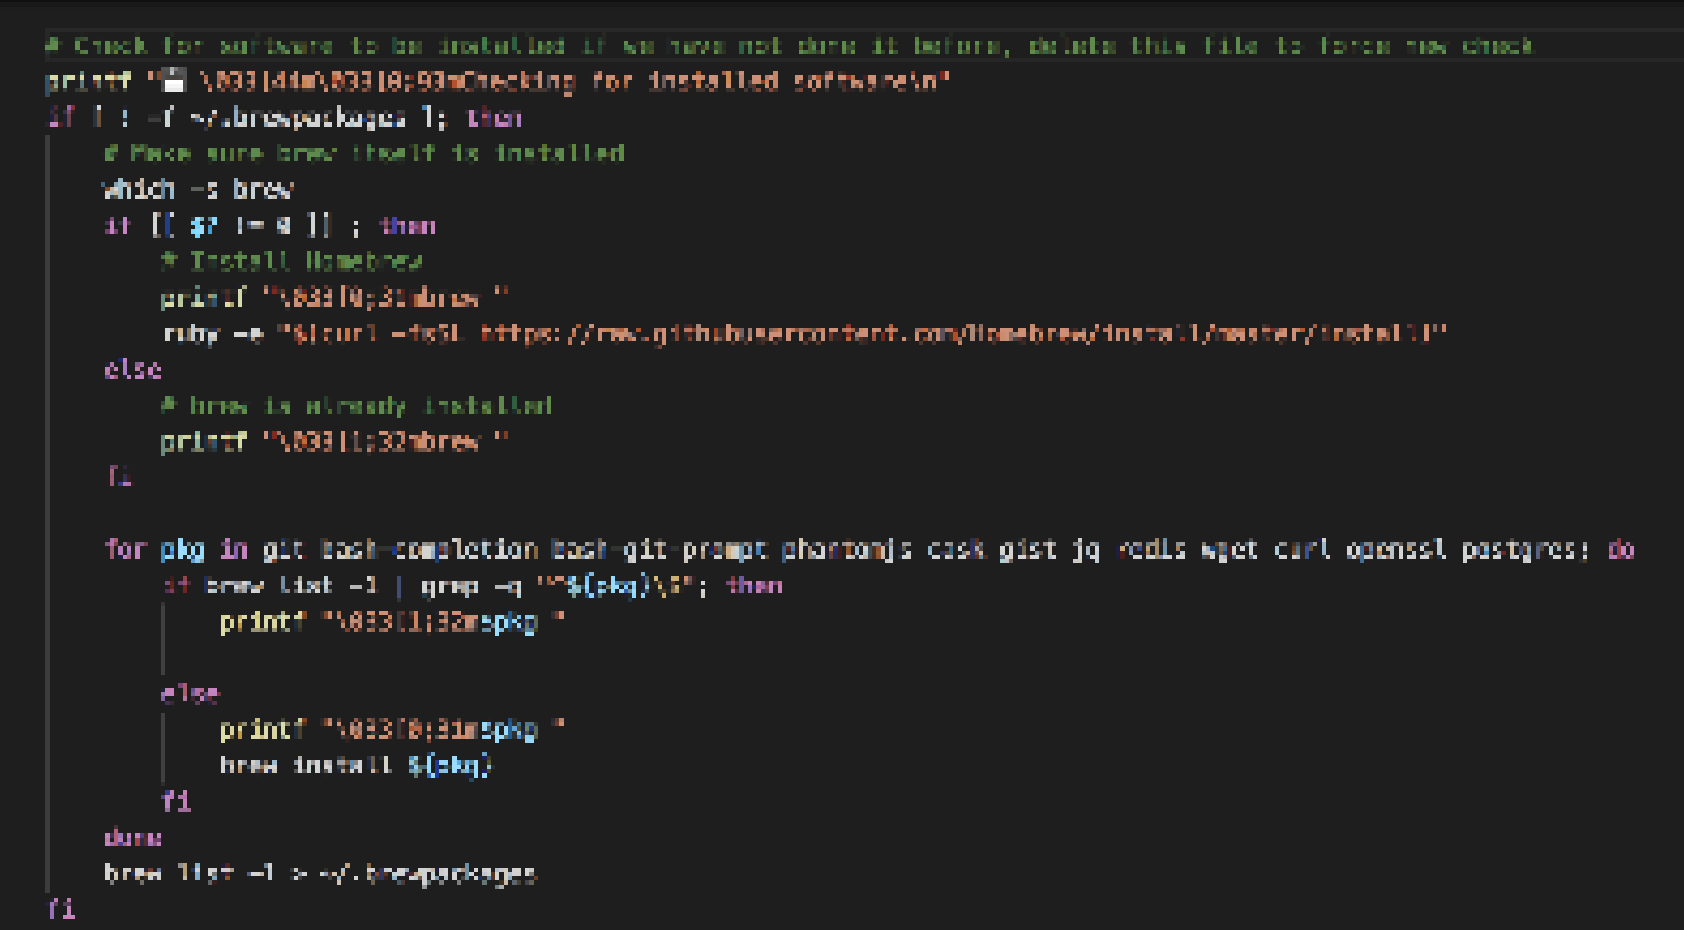 # Check for software to be installed if we have not done it before, delete this file to force new check
printf " \033[44m\033[0;93mChecking for installed software\n"
if [ ! -f ~/.brewpackages ]; then
# Make sure brew itself is installed
which -s brew
if [[ $? != 0 ]] ; then
# Install Homebrew
printf "\033[0;31mbrew "
ruby -e "$(curl -fsSL https://raw.githubusercontent.com/Homebrew/install/master/install)"
else
# brew is already installed
printf "\033[1;32mbrew "
fi
for pkg in git bash-completion bash-git-prompt phantomjs cask gist jq redis wget curl openssl postgres; do
if brew list -1 | grep -q "^${pkg}\$"; then
printf "\033[1;32m$pkg "
else
printf "\033[0;31m$pkg "
brew install ${pkg}
fi
done
brew list -1 > ~/.brewpackages
fi